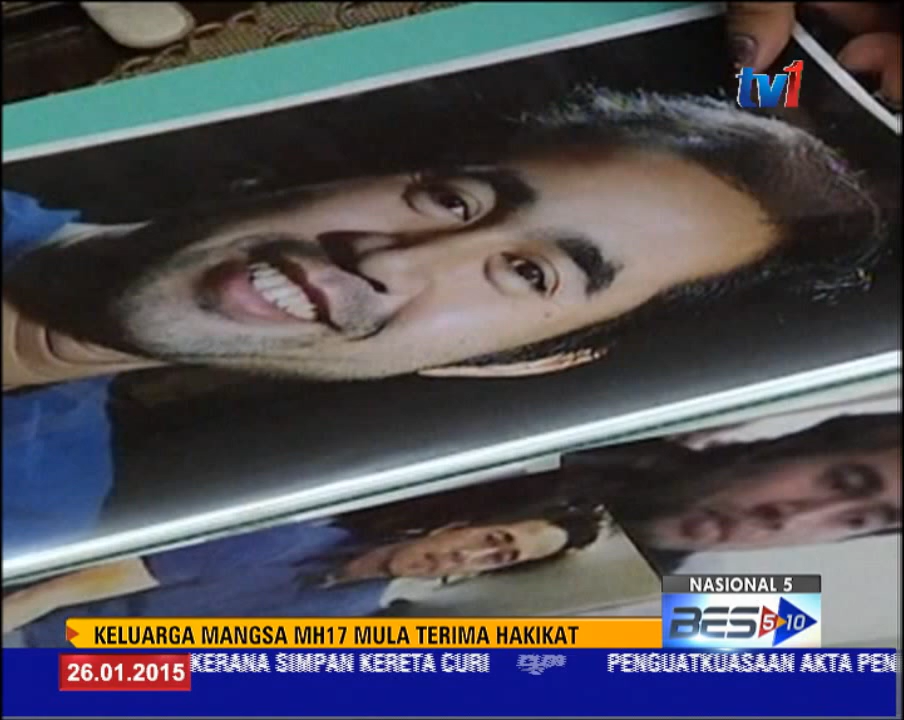 tv1
NASIONAL 5
BES 5 10
KELUARGA MANGSA MH17 MULA TERIMA HAKIKAT
26.01.2015 KERANA SIMPAN KERETA CURI PENGUATKUASAAN AKTA PEN